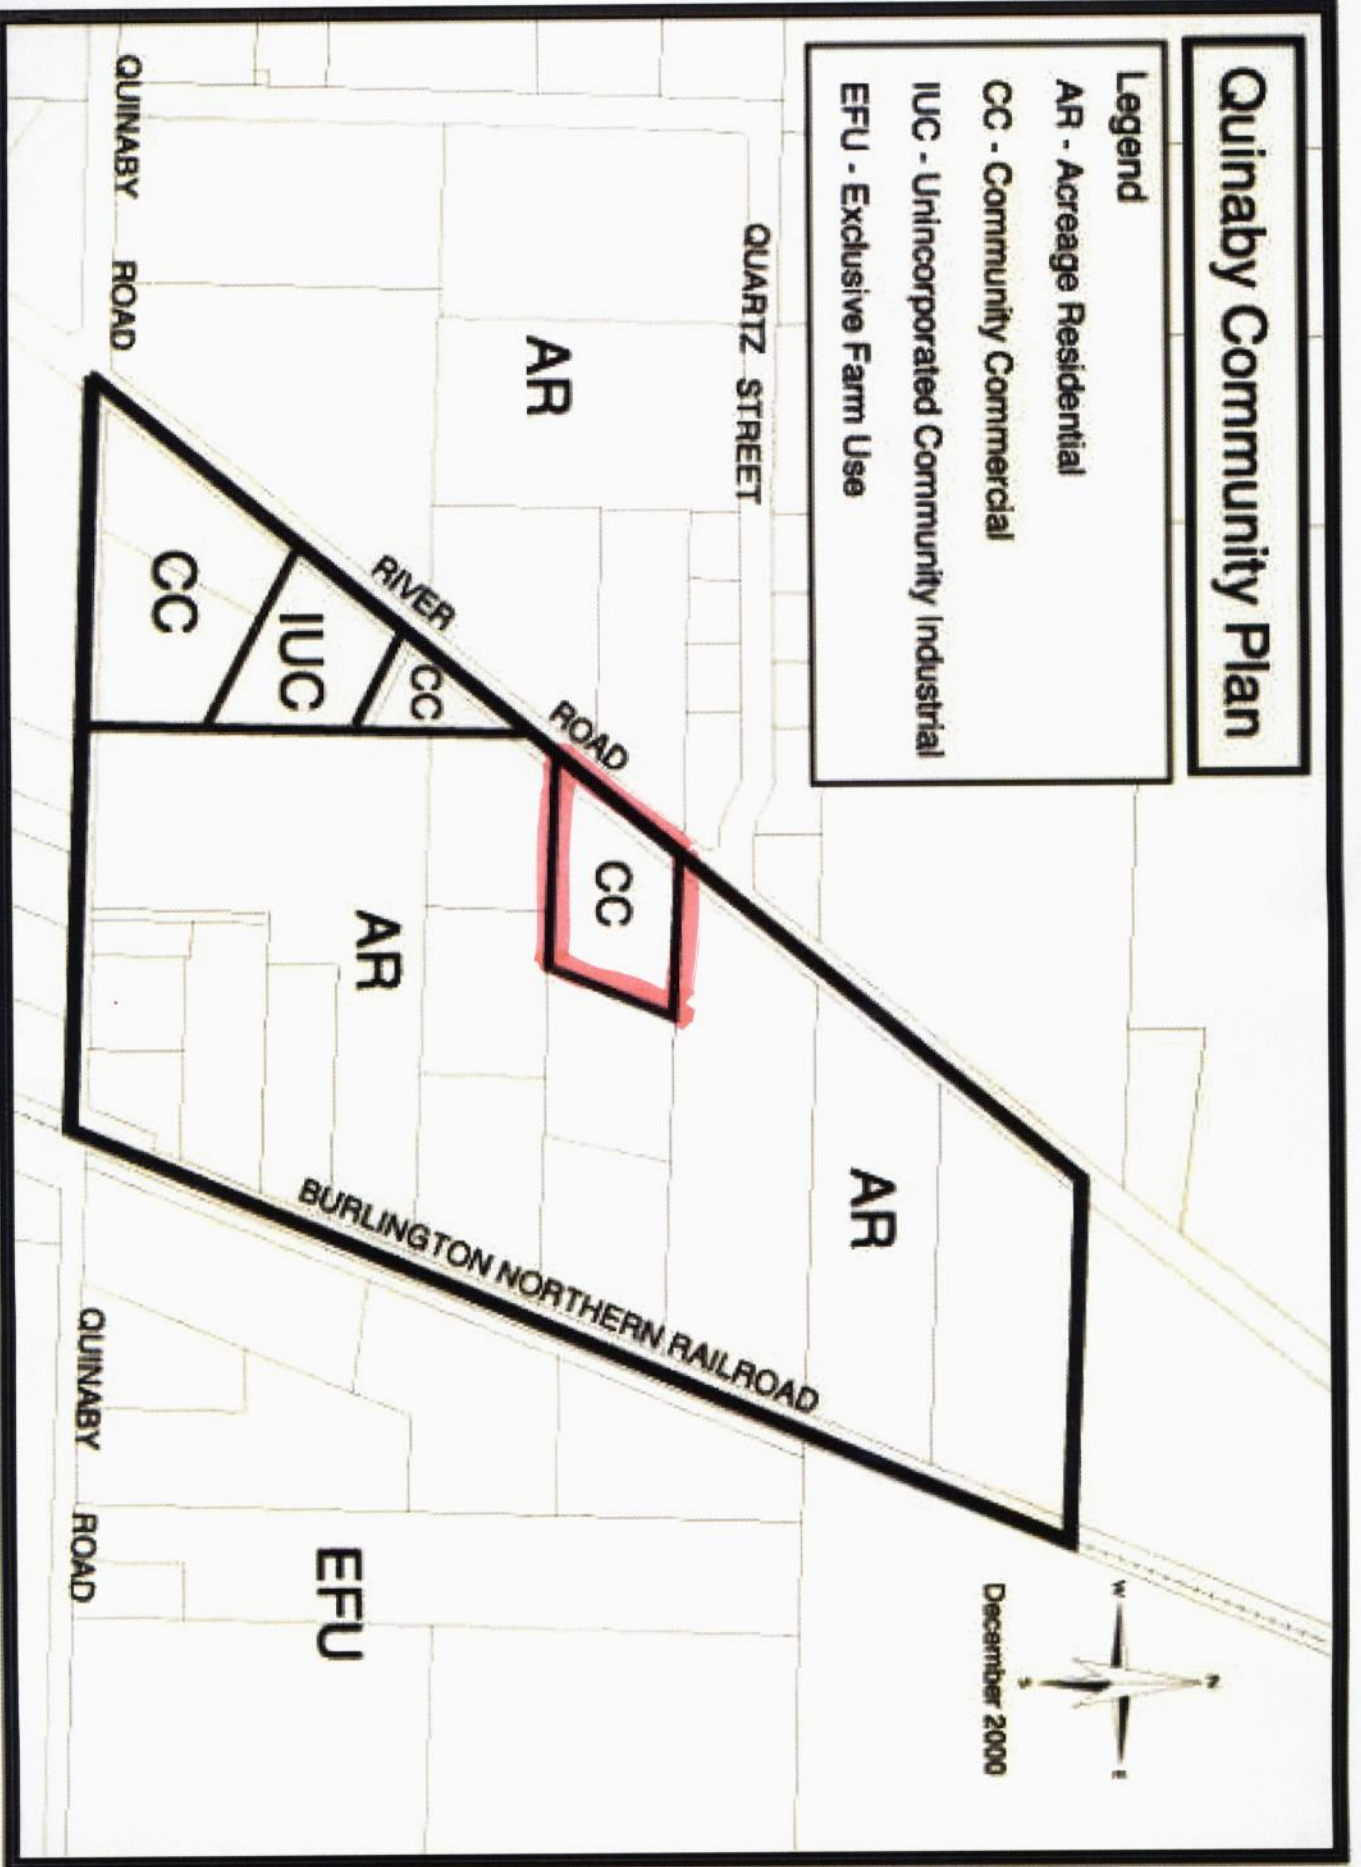 Quinaby Community Plan
Legend
AR - Acreage Residential
CC - Community Commercial
IUC - Unincorporated Community Industrial
EFU - Exclusive Farm Use
N
W
E
S
December 2000
QUARTZ STREET
AR
AR
RIVER ROAD
CC
CC
IUC
CC
AR
BURLINGTON NORTHERN RAILROAD
EFU
QUINABY ROAD
QUINABY ROAD